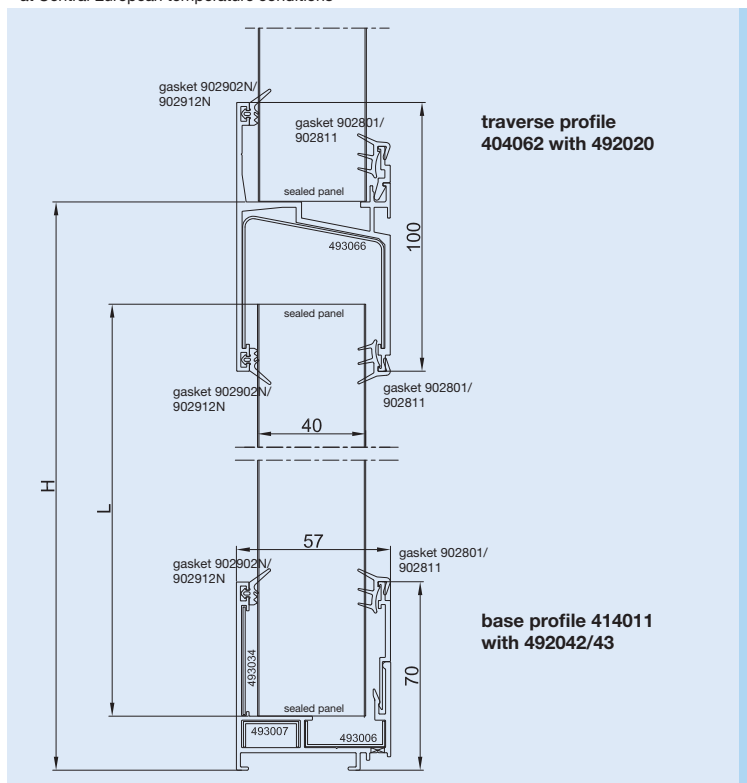 at Central European temperature conditions
gasket 902902N/
902912N
gasket 902801/
902811
traverse profile
404062 with 492020
sealed panel
493066
100
sealed panel
gasket 902902N/
902912N
gasket 902801/
902811
40
H
L
57
gasket 902902N/
902912N
gasket 902801/
902811
base profile 414011
with 492042/43
493034
70
sealed panel
493007
493006